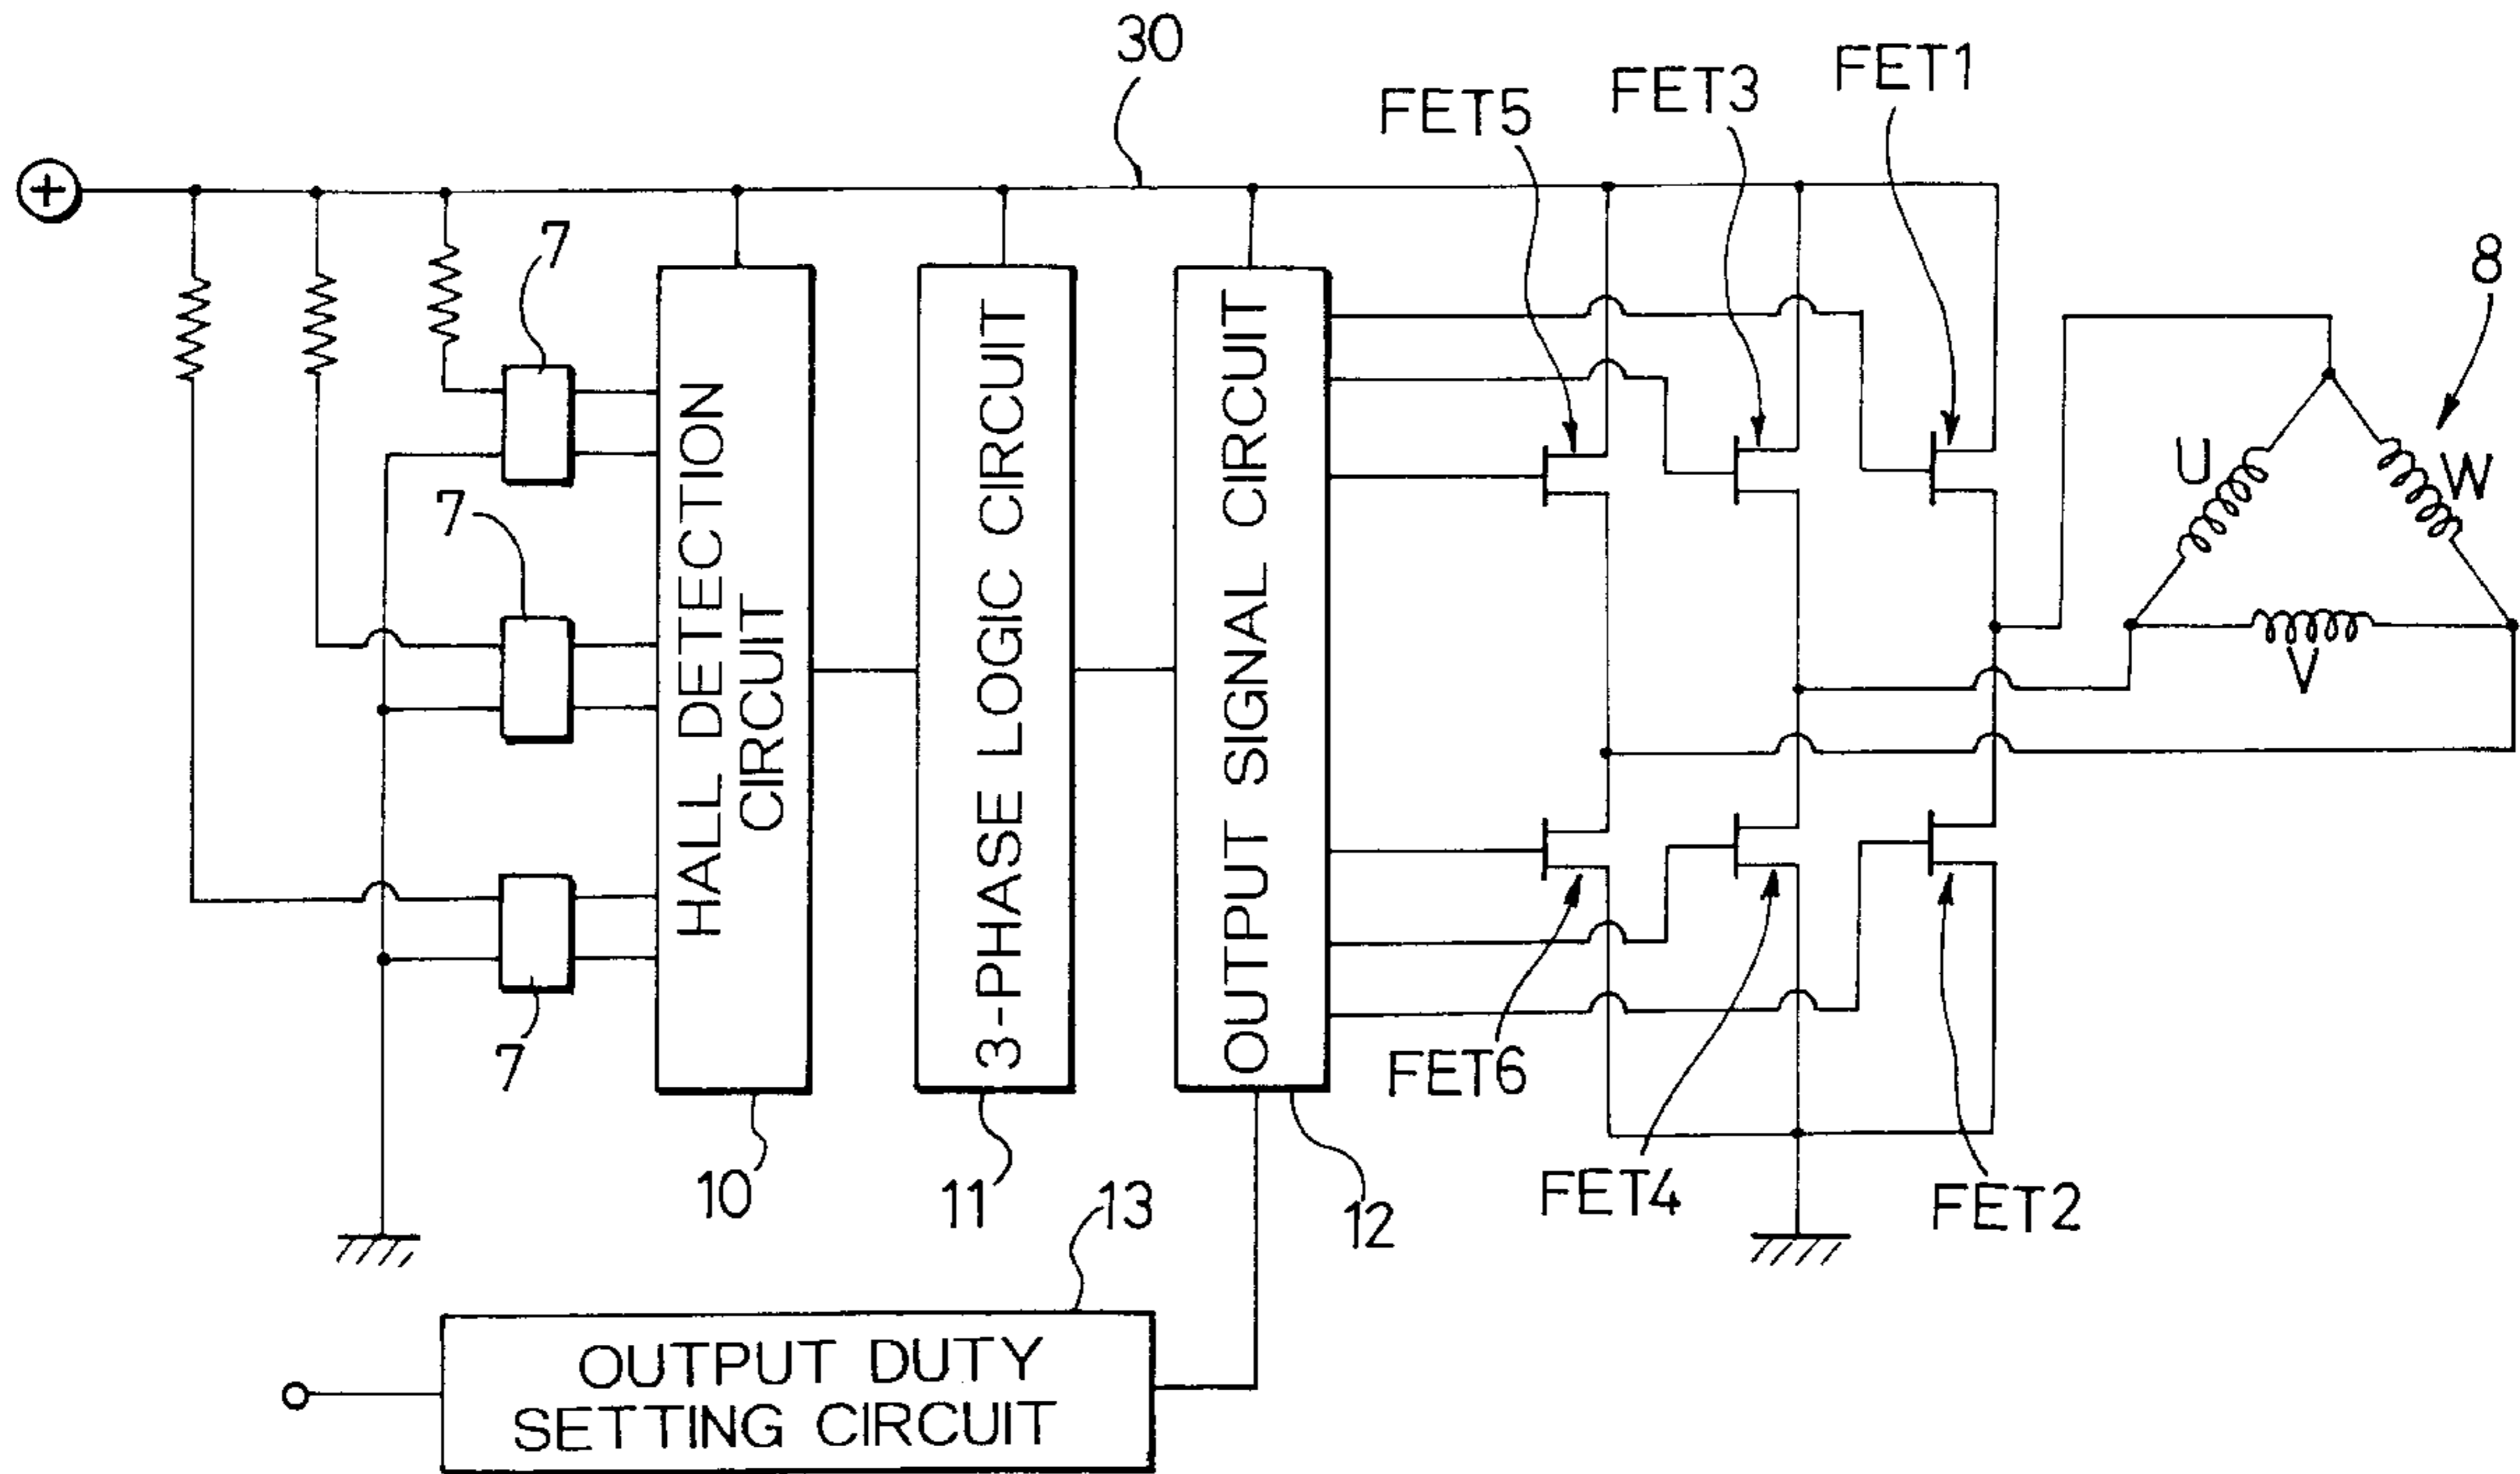 30
FET5
FET3
FET1
+
7
8
7
7
HALL DETECTION
CIRCUIT
3-PHASE LOGIC CIRCUIT
OUTPUT SIGNAL CIRCUIT
U
W
V
FET6
FET4
FET2
10
11
12
13
OUTPUT DUTY
SETTING CIRCUIT